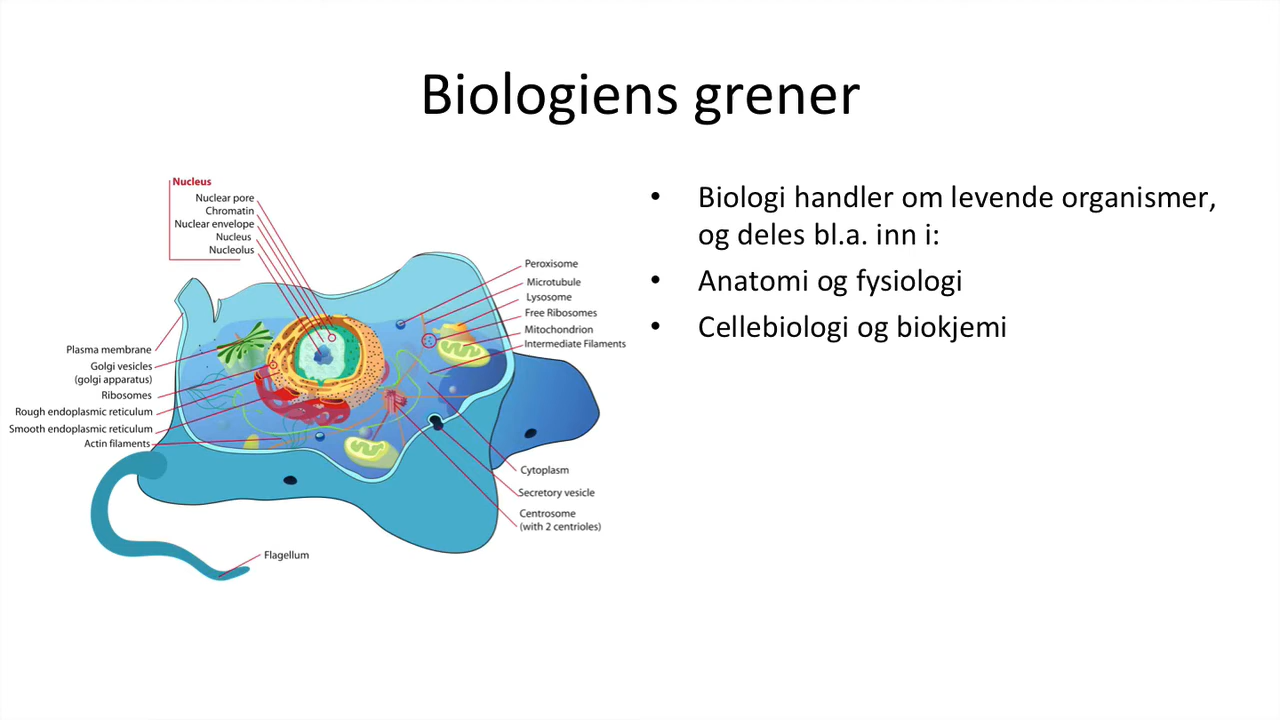 Biologiens grener
Nucleus
Nuclear pore
Chromatin
Nuclear envelope
Nucleus
Nucleolus
Plasma membrane
Golgi vesicles
(golgi apparatus)
Ribosomes
Rough endoplasmic reticulum
Smooth endoplasmic reticulum
Actin filaments
Flagellum
Peroxisome
Microtubule
Lysosome
Free Ribosomes
Mitochondrion
Intermediate Filaments
Cytoplasm
Secretory vesicle
Centrosome
(with 2 centrioles)
• Biologi handler om levende organismer,
og deles bl.a. inn i:
• Anatomi og fysiologi
• Cellebiologi og biokjemi